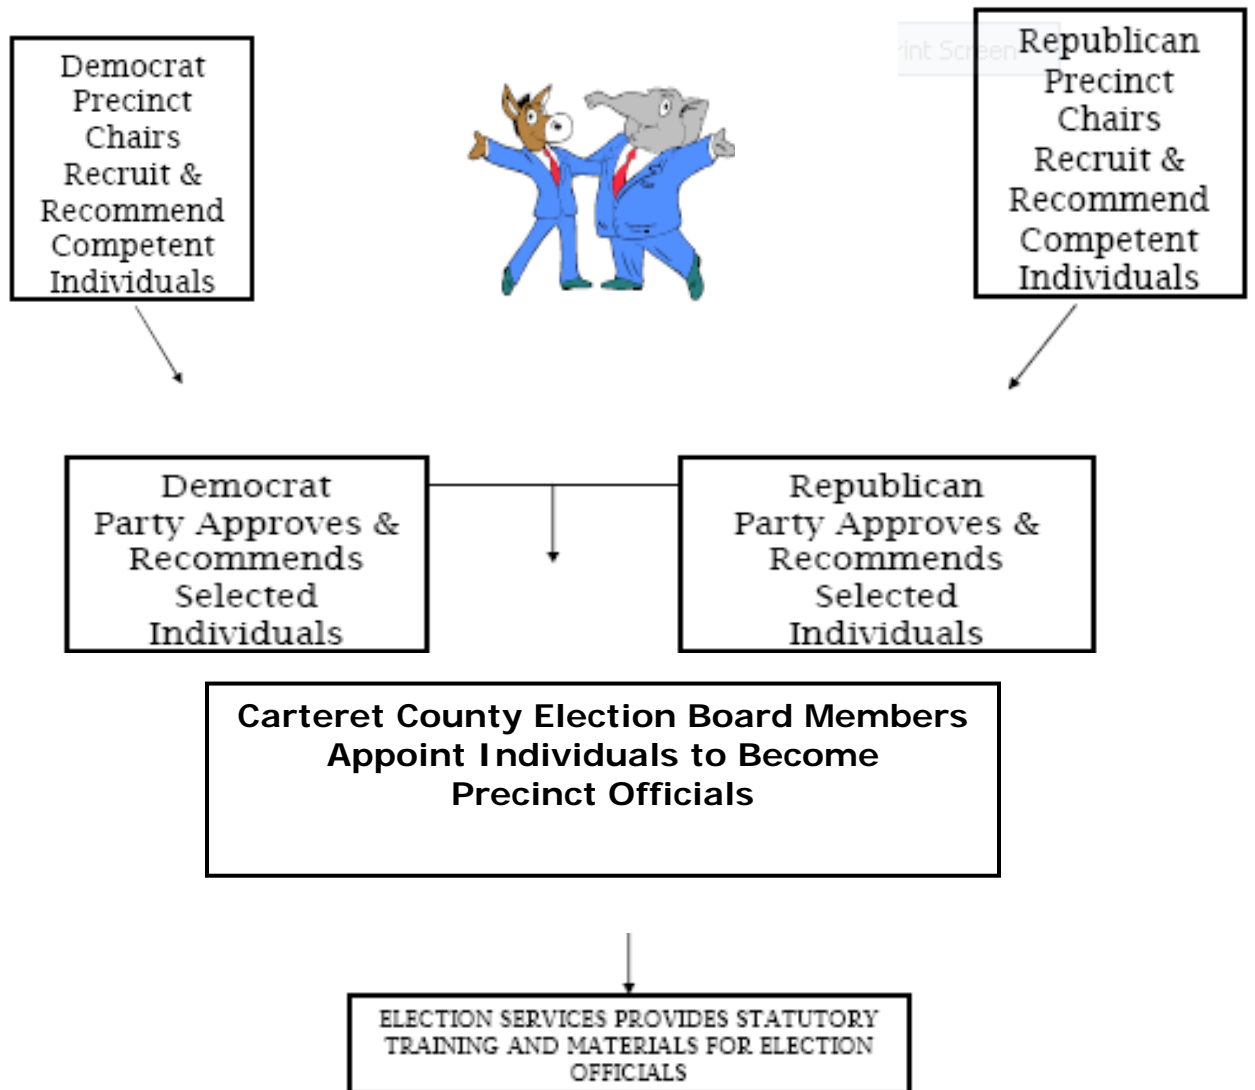 Democrat
Precinct
Chairs
Recruit &
Recommend
Competent
Individuals
Print Screen
Republican
Precinct
Chairs
Recruit &
Recommend
Competent
Individuals
Democrat
Party Approves &
Recommends
Selected
Individuals
Republican
Party Approves &
Recommends
Selected
Individuals
Carteret County Election Board Members
Appoint Individuals to Become
Precinct Officials
ELECTION SERVICES PROVIDES STATUTORY
TRAINING AND MATERIALS FOR ELECTION
OFFICIALS